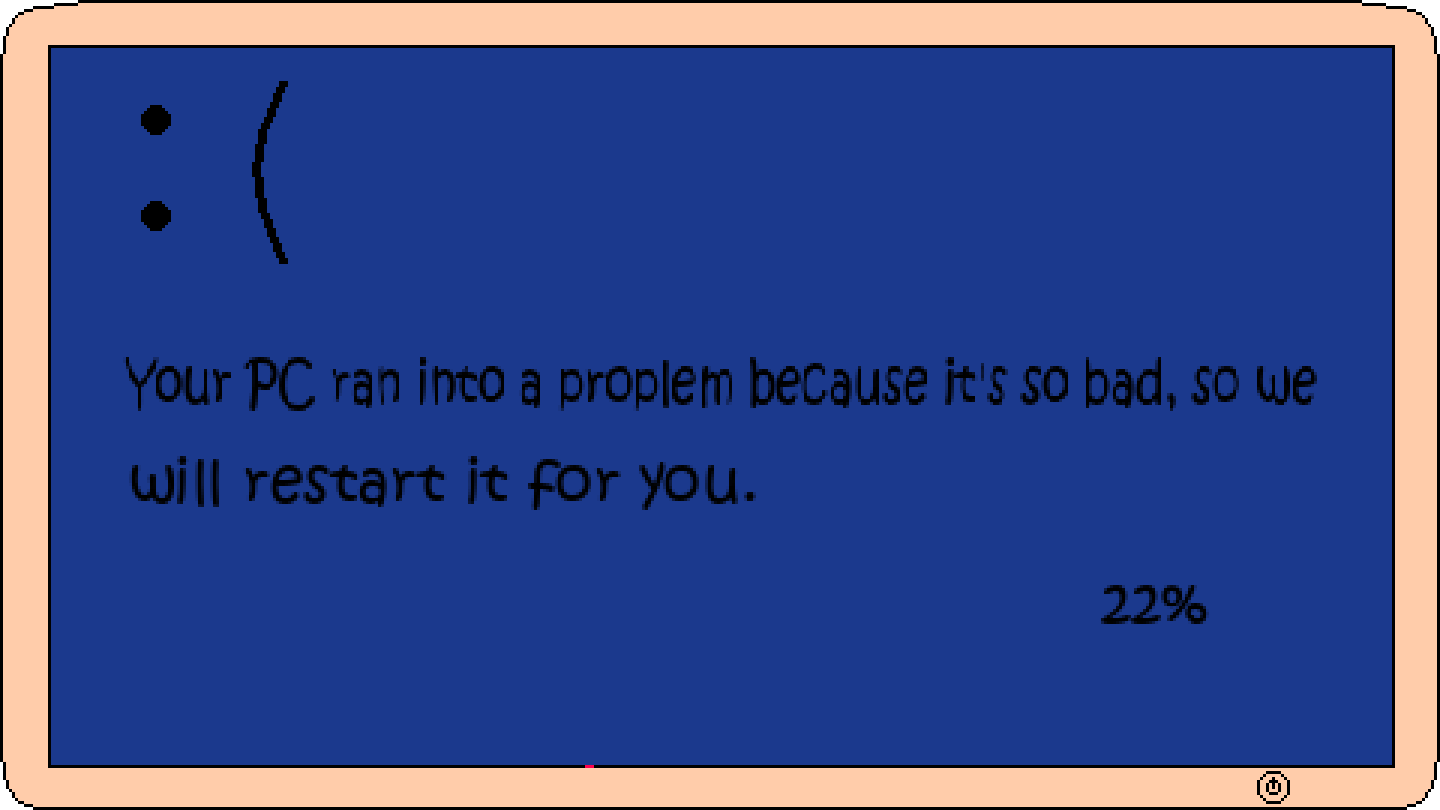 :(
Your PC ran into a proplem because it's so bad, so we
will restart it for you.
22%